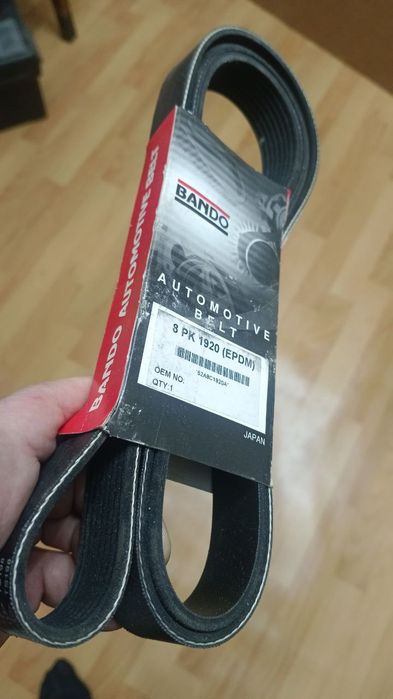 BANDO AUTOMOTIVE BELT
BANDO
AUTOMOTIVE
BELT
8 PK 1920 (EPDM)
OEM NO:
QTY:1
JAPAN